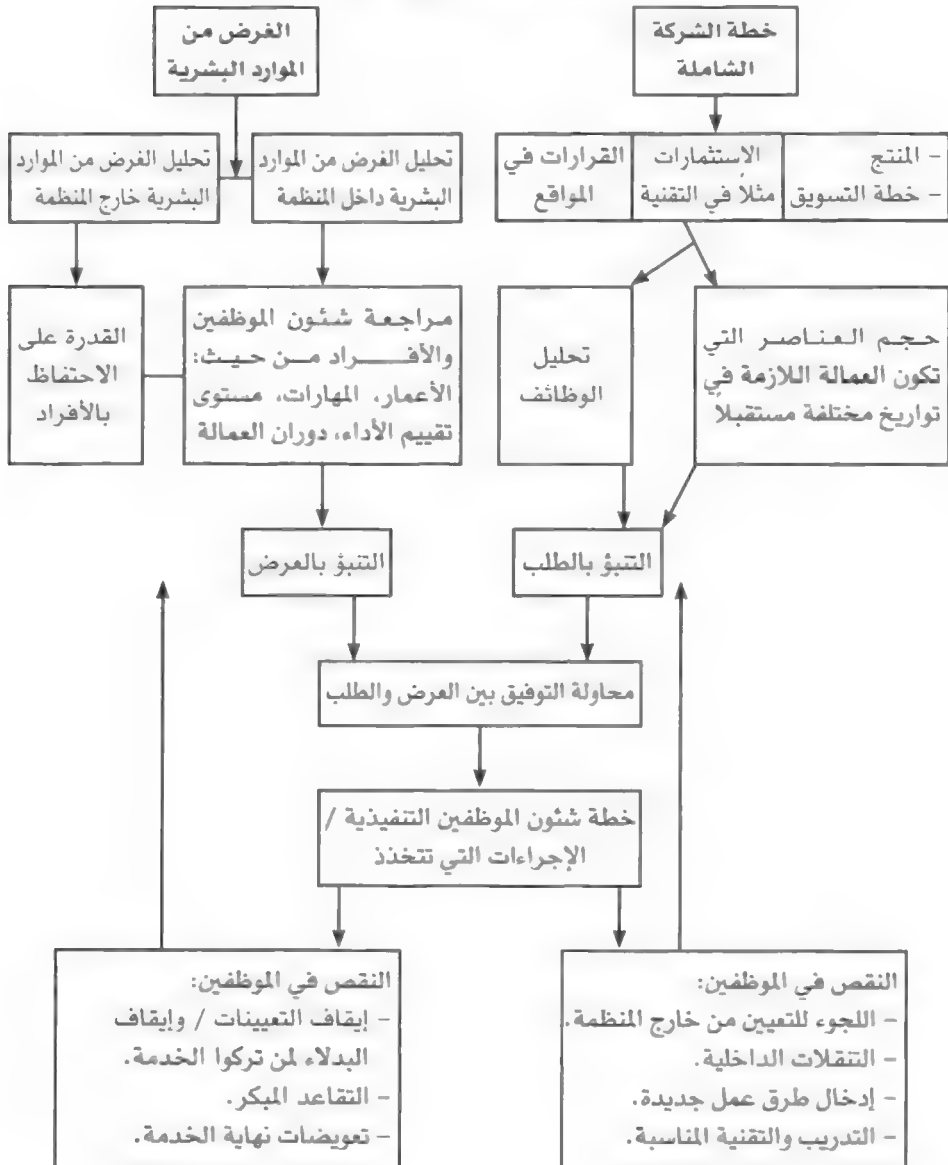 خطة الشركة
الشاملة
الغرض من
الموارد البشرية
- المنتج
- خطة التسويق
الاستثمارات
مثلاً في التقنية
القرارات في
المواقع
تحليل الغرض من الموارد
البشرية داخل المنظمة
تحليل الغرض من الموارد
البشرية خارج المنظمة
حجم العناصر التي
تكون العمالة اللازمة في
تواريخ مختلفة مستقبلاً
تحليل
الوظائف
مراجعة شئون الموظفين
والأفراد من حيث:
الأعمار، المهارات، مستوى
تقييم الأداء، دوران العمالة
القدرة على
الاحتفاظ
بالأفراد
التنبؤ بالطلب
التنبؤ بالعرض
محاولة التوفيق بين العرض والطلب
خطة شئون الموظفين التنفيذية /
الإجراءات التي تتخذذ
النقص في الموظفين:
- اللجوء للتعيين من خارج المنظمة.
- التنقلات الداخلية.
- إدخال طرق عمل جديدة.
- التدريب والتقنية المناسبة.
النقص في الموظفين:
- إيقاف التعيينات / وإيقاف
البدلاء لمن تركوا الخدمة.
- التقاعد المبكر.
- تعويضات نهاية الخدمة.